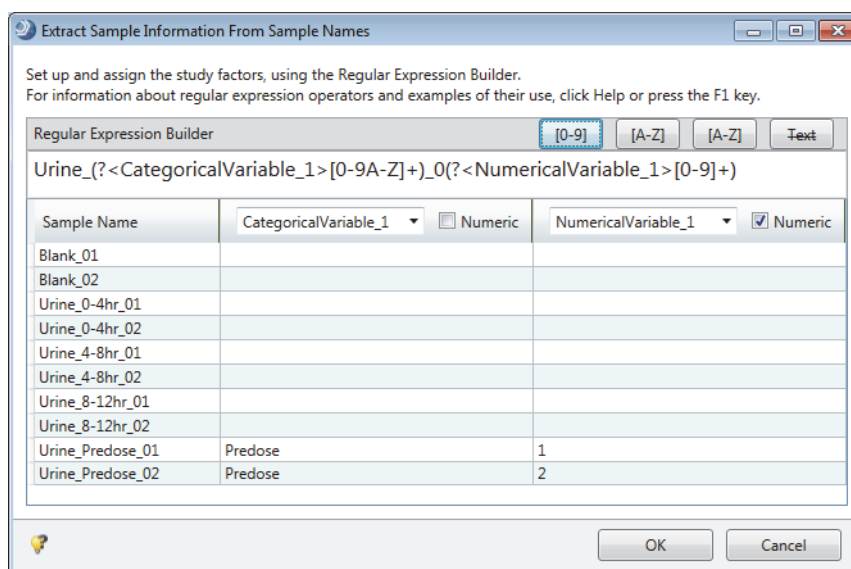 Extract Sample Information From Sample Names
Set up and assign the study factors, using the Regular Expression Builder.
For information about regular expression operators and examples of their use, click Help or press the F1 key.
Regular Expression Builder [0-9] [A-Z] [A-Z] Text
Urine_(?<CategoricalVariable_1>[0-9A-Z]+)_0(?<NumericalVariable_1>[0-9]+)
Sample Name CategoricalVariable_1 Numeric NumericalVariable_1 Numeric
Blank_01
Blank_02
Urine_0-4hr_01
Urine_0-4hr_02
Urine_4-8hr_01
Urine_4-8hr_02
Urine_8-12hr_01
Urine_8-12hr_02
Urine_Predose_01 Predose 1
Urine_Predose_02 Predose 2
OK Cancel